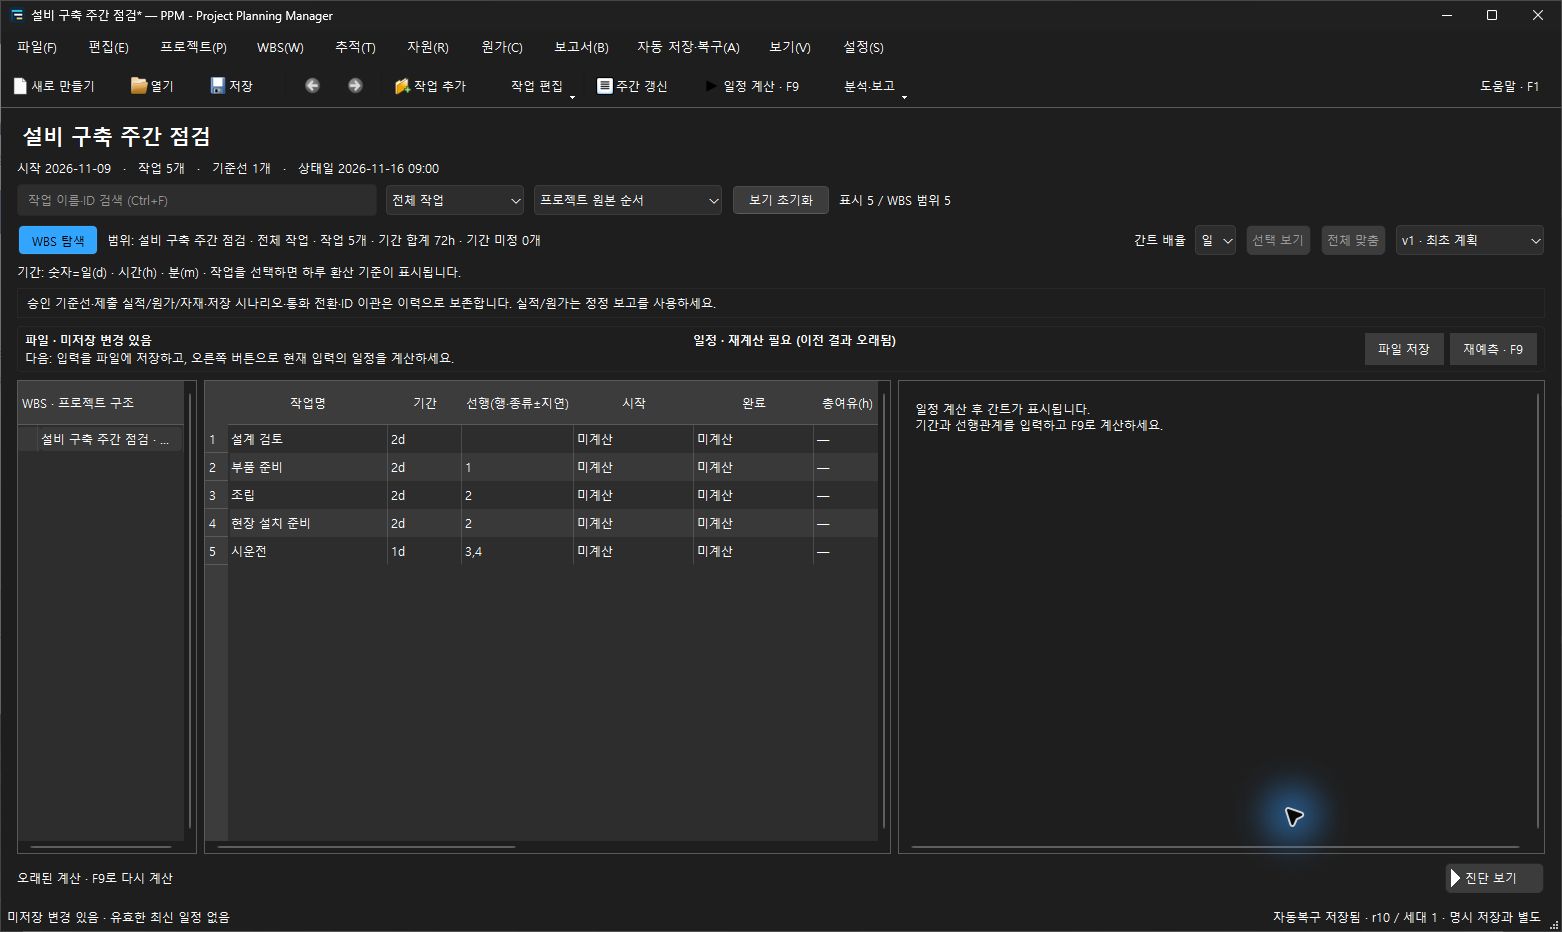 설비 구축 주간 점검* — PPM - Project Planning Manager
파일(F) 편집(E) 프로젝트(P) WBS(W) 추적(T) 자원(R) 원가(C) 보고서(B) 자동 저장·복구(A) 보기(V) 설정(S)
새로 만들기 열기 저장 작업 추가 작업 편집 주간 갱신 일정 계산 · F9 분석·보고 도움말 · F1
설비 구축 주간 점검
시작 2026-11-09 · 작업 5개 · 기준선 1개 · 상태일 2026-11-16 09:00
작업 이름·ID 검색 (Ctrl+F) 전체 작업 프로젝트 원본 순서 보기 초기화 표시 5 / WBS 범위 5
WBS 탐색 범위: 설비 구축 주간 점검 · 전체 작업 · 작업 5개 · 기간 합계 72h · 기간 미정 0개 간트 배율 일 선택 보기 전체 맞춤 v1 · 최초 계획
기간: 숫자=일(d) · 시간(h) · 분(m) · 작업을 선택하면 하루 환산 기준이 표시됩니다.
승인 기준선·제출 실적/원가/자재·저장 시나리오·통화 전환·ID 이관은 이력으로 보존합니다. 실적/원가는 정정 보고를 사용하세요.
파일 · 미저장 변경 있음 일정 · 재계산 필요 (이전 결과 오래됨)
다음: 입력을 파일에 저장하고, 오른쪽 버튼으로 현재 입력의 일정을 계산하세요. 파일 저장 재예측 · F9
WBS · 프로젝트 구조
설비 구축 주간 점검 · ...
작업명 기간 선행(행·종류±지연) 시작 완료 총여유(h)
1 설계 검토 2d 미계산 미계산 —
2 부품 준비 2d 1 미계산 미계산 —
3 조립 2d 2 미계산 미계산 —
4 현장 설치 준비 2d 2 미계산 미계산 —
5 시운전 1d 3,4 미계산 미계산 —
일정 계산 후 간트가 표시됩니다.
기간과 선행관계를 입력하고 F9로 계산하세요.
오래된 계산 · F9로 다시 계산 진단 보기
미저장 변경 있음 · 유효한 최신 일정 없음 자동복구 저장됨 · r10 / 세대 1 · 명시 저장과 별도